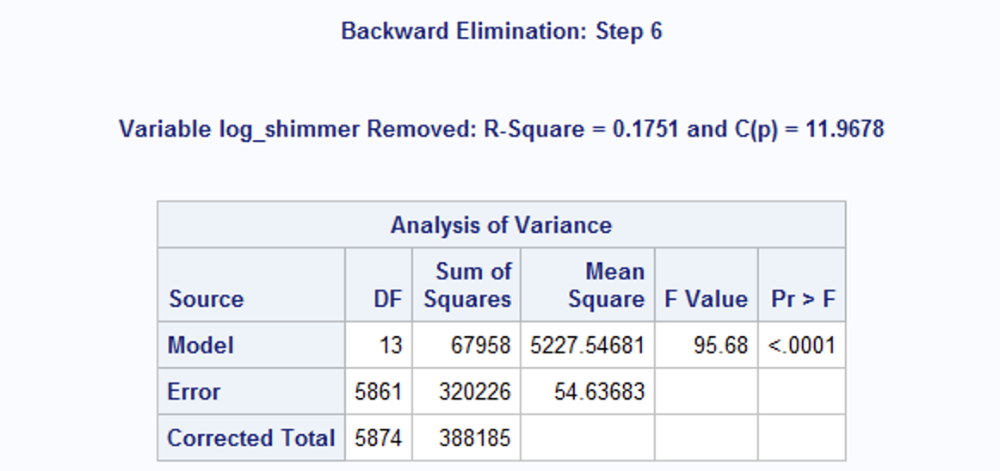 Backward Elimination: Step 6
Variable log_shimmer Removed: R-Square = 0.1751 and C(p) = 11.9678
Analysis of Variance
Source DF Sum of Squares Mean Square F Value Pr > F
Model 13 67958 5227.54681 95.68 <.0001
Error 5861 320226 54.63683
Corrected Total 5874 388185